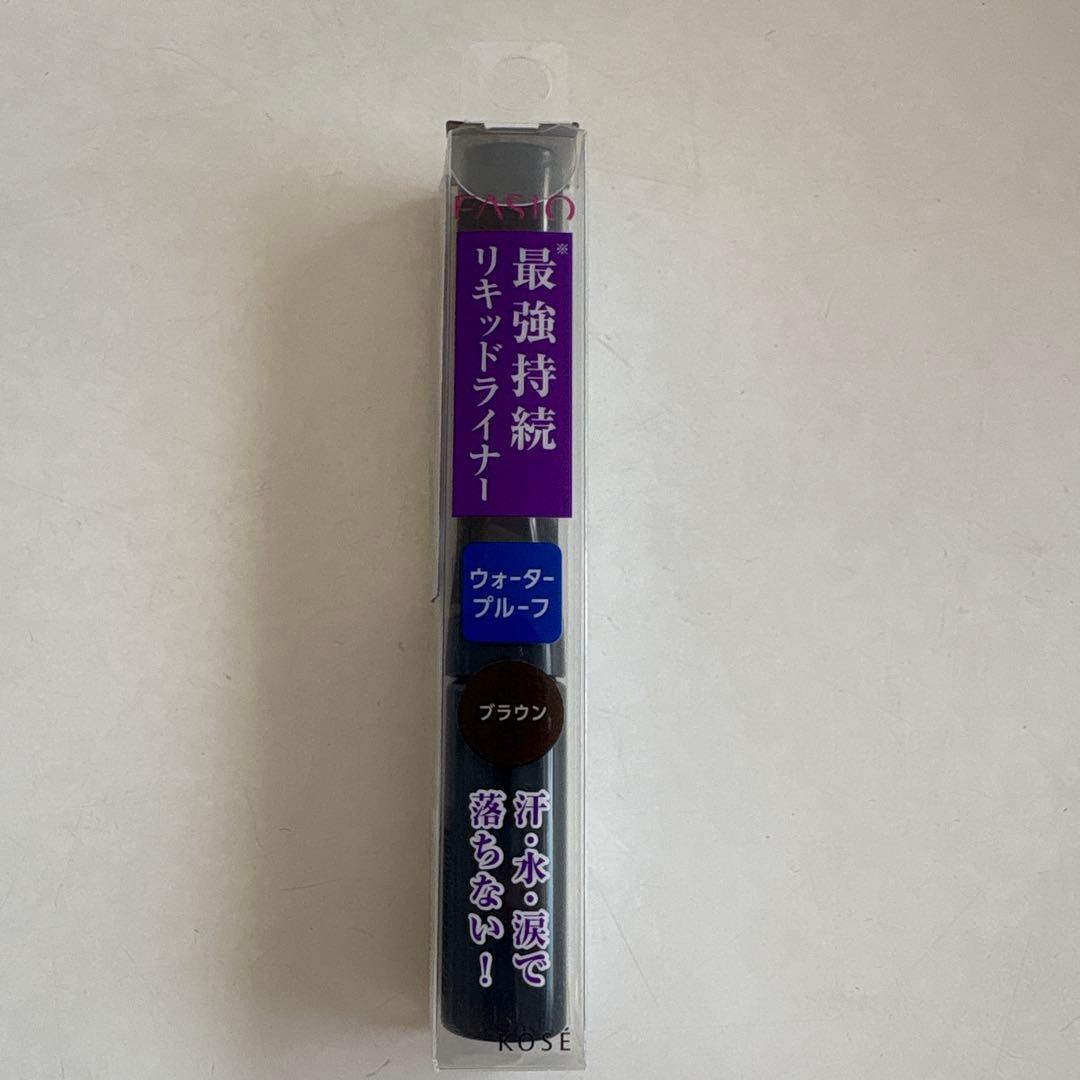 FASIO
※
最強持続
リキッドライナー
ウォーター
プルーフ
ブラウン
汗・水・涙で
落ちない！
KOSÉ